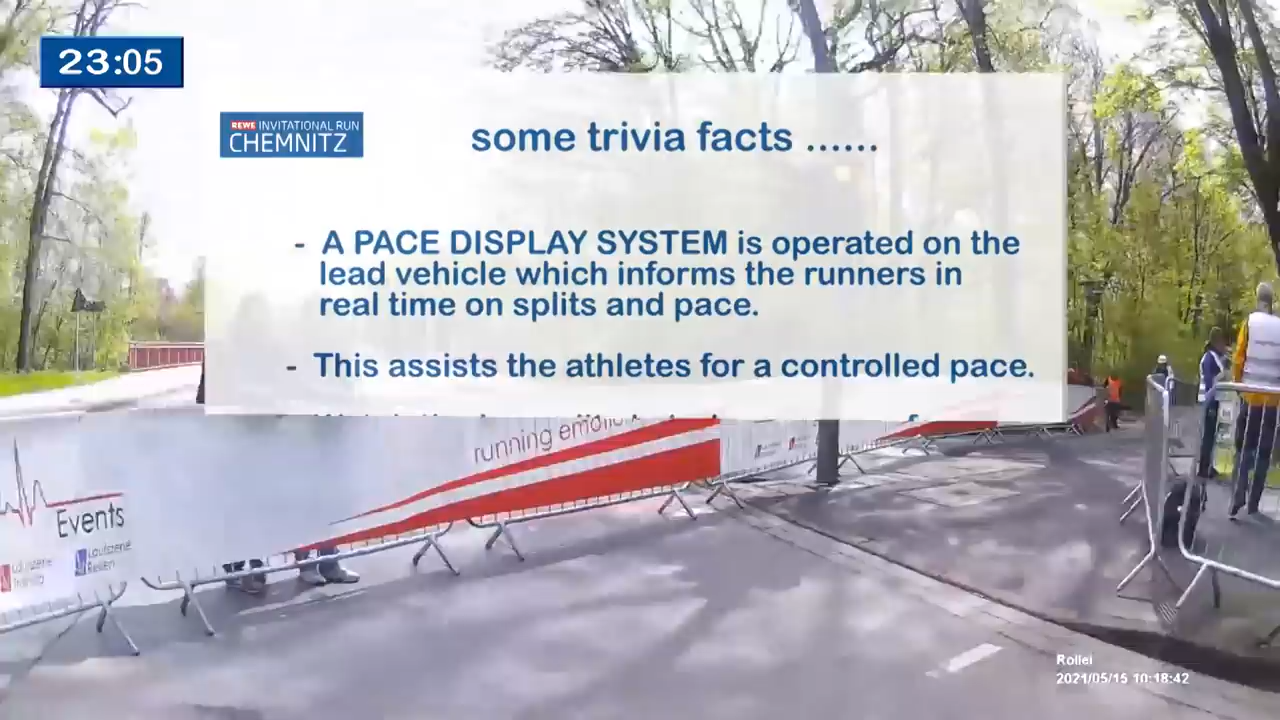 23:05
REWE INVITATIONAL RUN
CHEMNITZ
some trivia facts ......
- A PACE DISPLAY SYSTEM is operated on the
lead vehicle which informs the runners in
real time on splits and pace.
- This assists the athletes for a controlled pace.
running
Events
Laufszene
Reisen
Rollei
2021/05/15 10:18:42